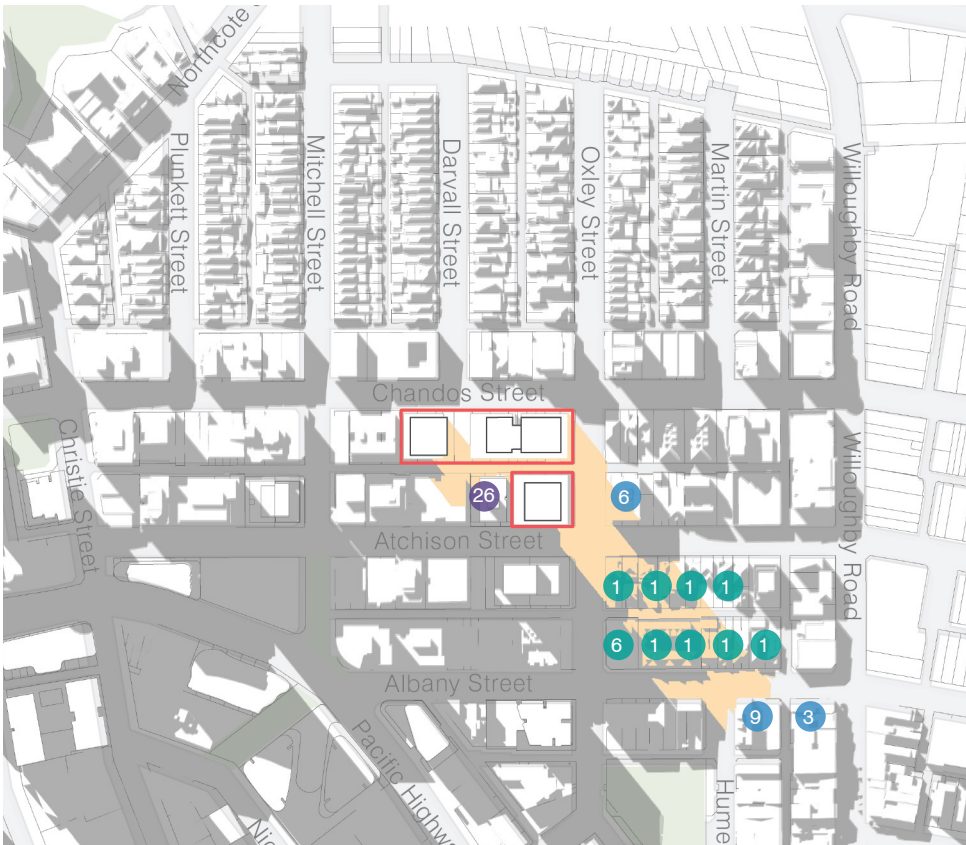 Northcote S
Plunkett Street
Mitchell Street
Darvall Street
Oxley Street
Martin Street
Willoughby Road
Chandos Street
Christie Street
26
6
Willoughby Road
Atchison Street
1 1 1 1
6 1 1 1 1
Albany Street
9 3
Pacific Highw
Hume
Nic